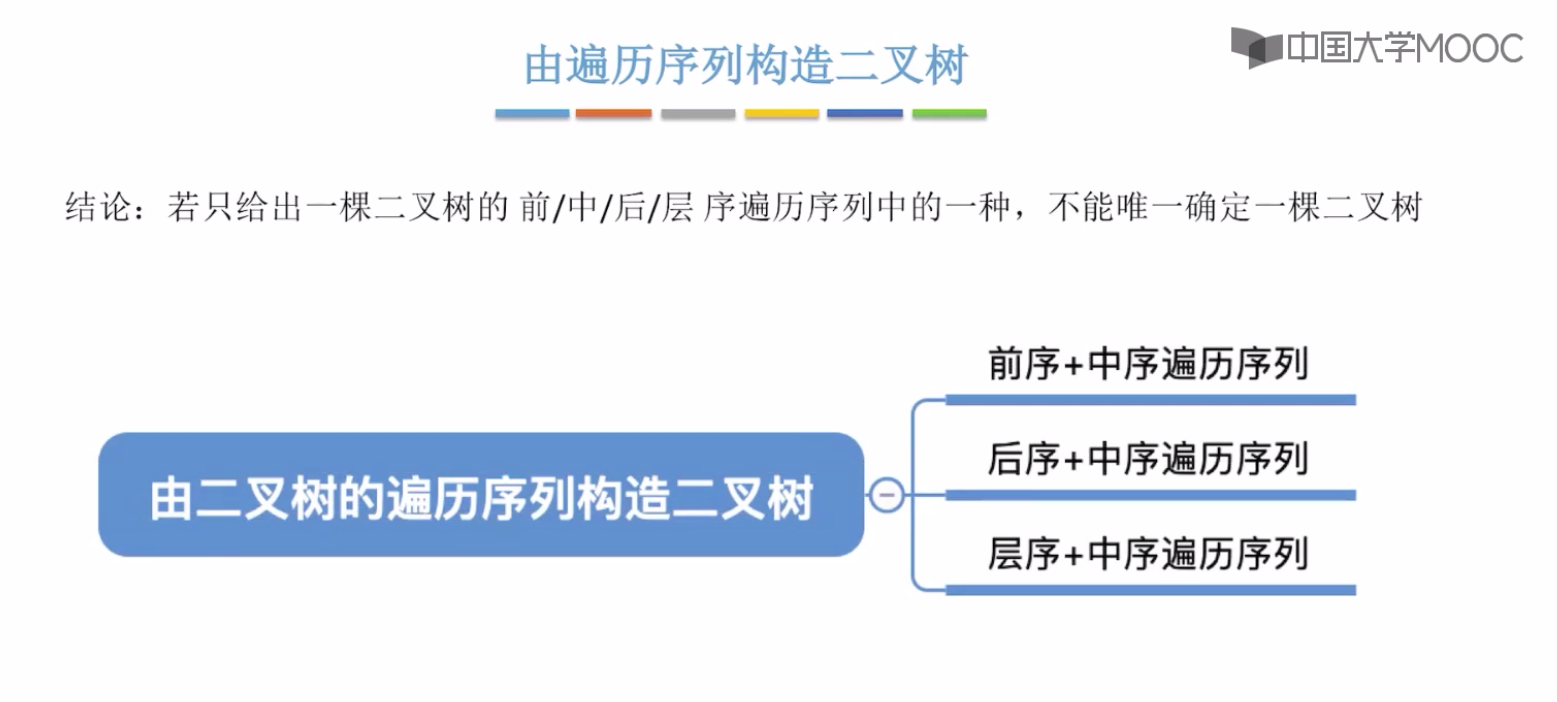 中国大学MOOC
由遍历序列构造二叉树
结论：若只给出一棵二叉树的 前/中/后/层 序遍历序列中的一种，不能唯一确定一棵二叉树
前序+中序遍历序列
由二叉树的遍历序列构造二叉树
后序+中序遍历序列
层序+中序遍历序列